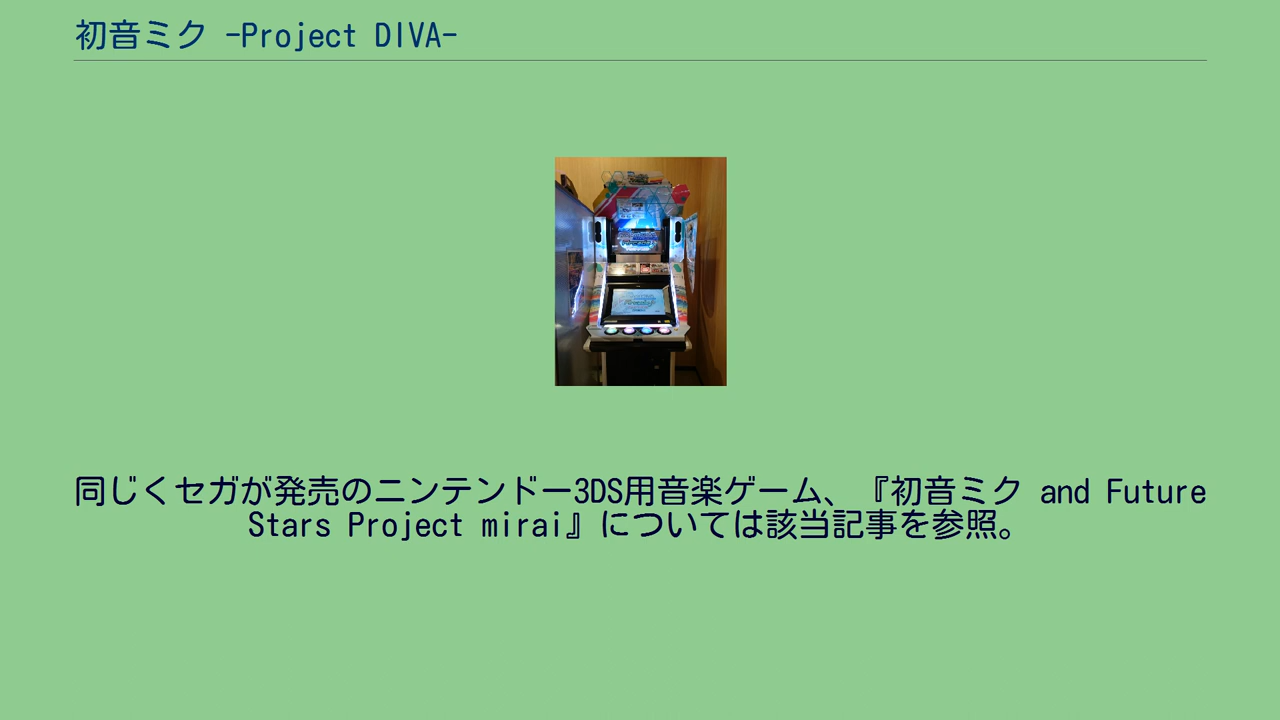 初音ミク -Project DIVA-
同じくセガが発売のニンテンドー3DS用音楽ゲーム、『初音ミク and Future
Stars Project mirai』については該当記事を参照。